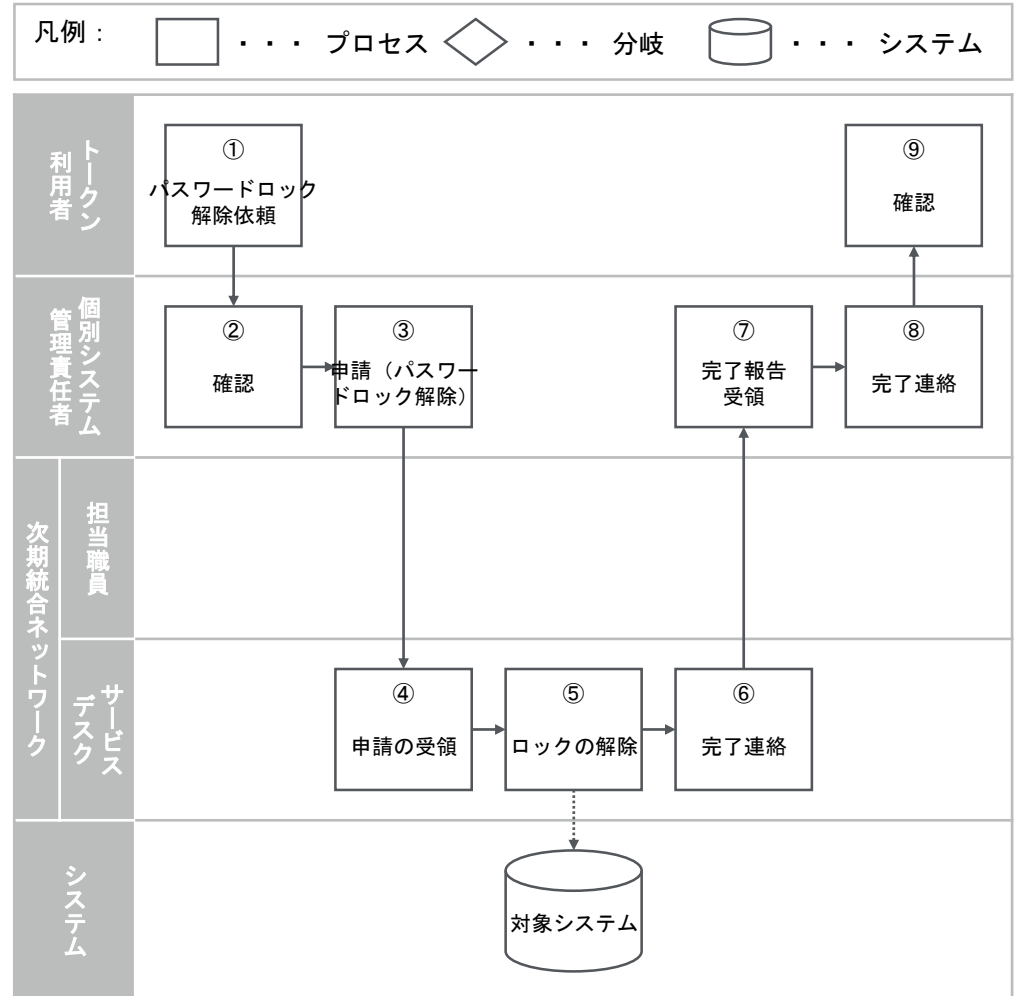 凡例：
・・・ プロセス
・・・ 分岐
・・・ システム
トークン
利用者
①
パスワードロック
解除依頼
⑨
確認
個別システム
管理責任者
②
確認
③
申請（パスワー
ドロック解除）
⑦
完了報告
受領
⑧
完了連絡
次期統合ネットワーク
担当職員
サービス
デスク
④
申請の受領
⑤
ロックの解除
⑥
完了連絡
システム
対象システム